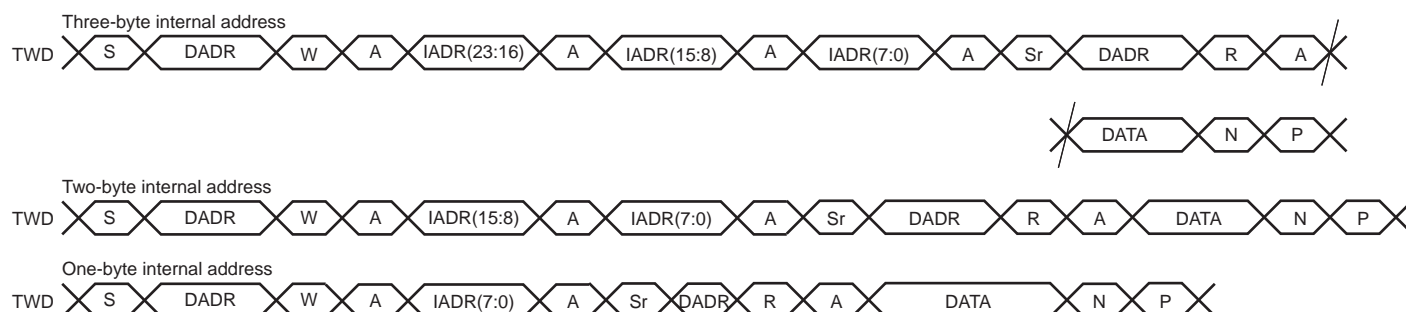 Three-byte internal address
TWD S DADR W A IADR(23:16) A IADR(15:8) A IADR(7:0) A Sr DADR R A
DATA N P
Two-byte internal address
TWD S DADR W A IADR(15:8) A IADR(7:0) A Sr DADR R A DATA N P
One-byte internal address
TWD S DADR W A IADR(7:0) A Sr DADR R A DATA N P